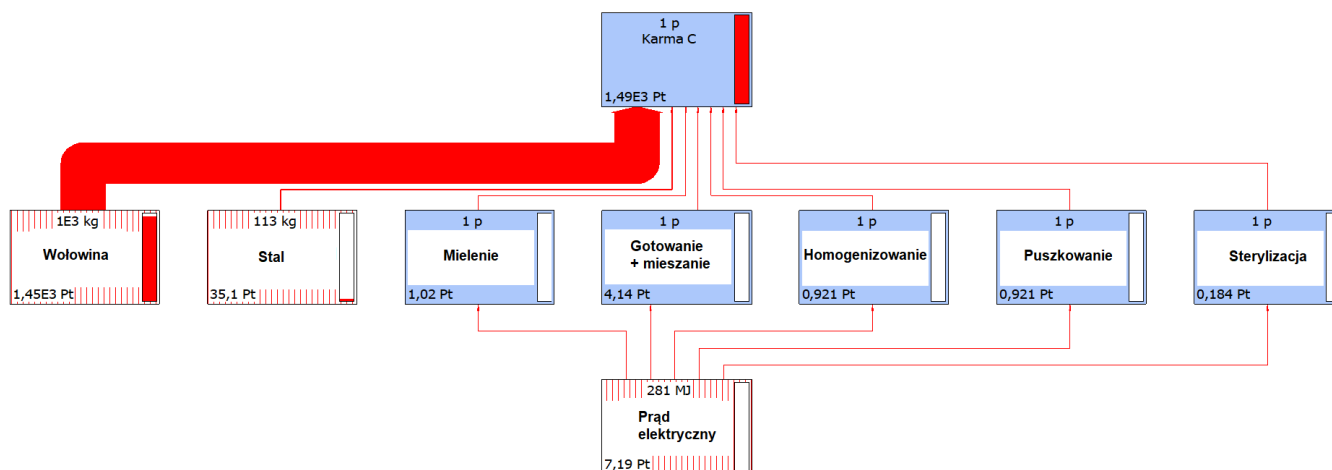 1 p
Karma C
1,49E3 Pt
1E3 kg
Wołowina
1,45E3 Pt
113 kg
Stal
35,1 Pt
1 p
Mielenie
1,02 Pt
1 p
Gotowanie
+ mieszanie
4,14 Pt
1 p
Homogenizowanie
0,921 Pt
1 p
Puszkowanie
0,921 Pt
1 p
Sterylizacja
0,184 Pt
281 MJ
Prąd
elektryczny
7,19 Pt